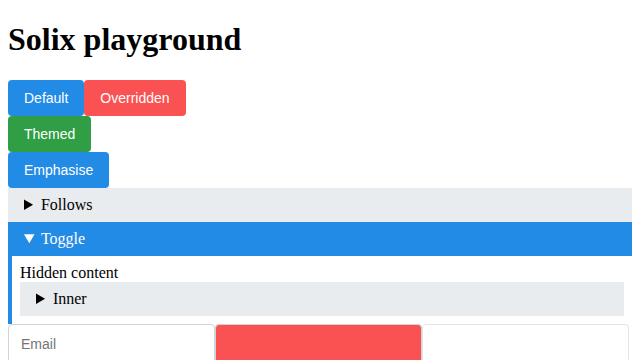 Solix playground
Default Overridden
Themed
Emphasise
Follows
Toggle
Hidden content
Inner
Email